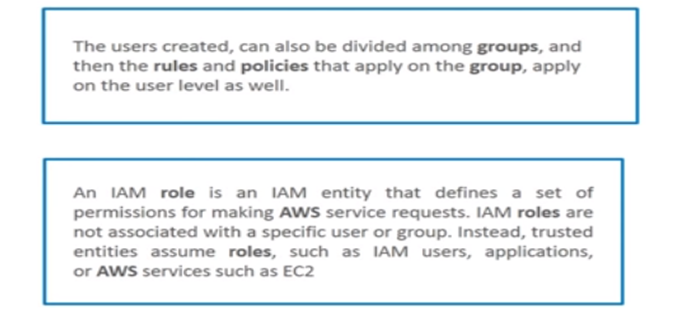 The users created, can also be divided among groups, and
then the rules and policies that apply on the group, apply
on the user level as well.
An IAM role is an IAM entity that defines a set of
permissions for making AWS service requests. IAM roles are
not associated with a specific user or group. Instead, trusted
entities assume roles, such as IAM users, applications,
or AWS services such as EC2